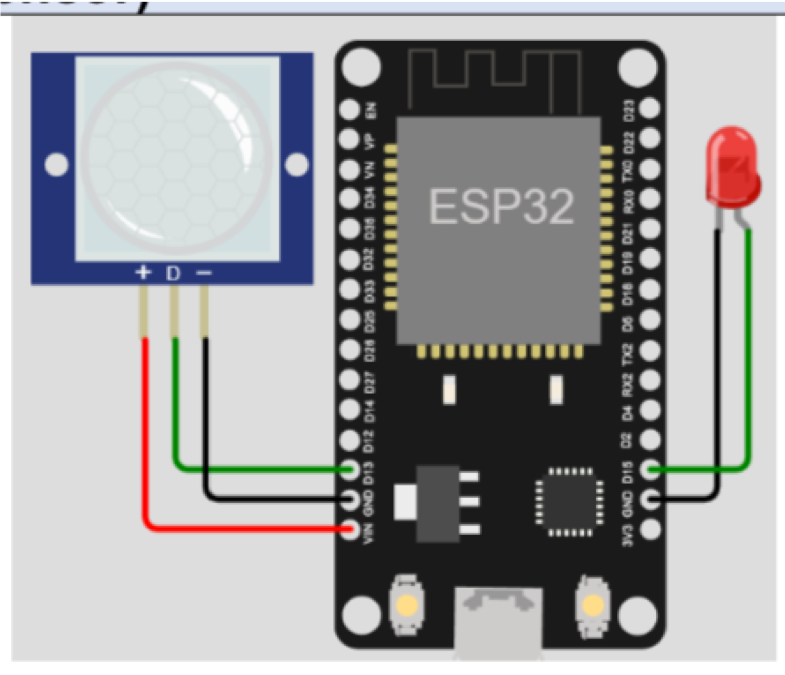 + D −
ESP32
EN
VP
VN
D34
D35
D32
D33
D25
D26
D27
D14
D12
D13
GND
VIN
D23
D22
TX0
RX0
D21
D19
D18
D5
TX2
RX2
D4
D2
D15
GND
3V3